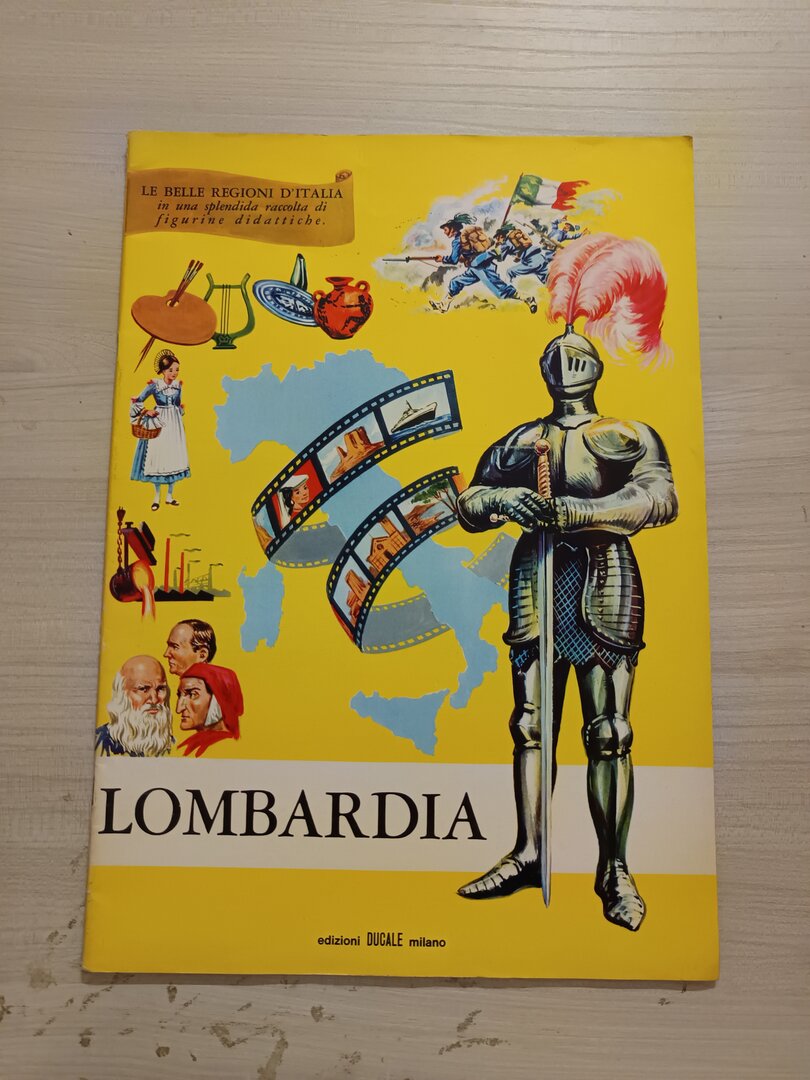 LE BELLE REGIONI D'ITALIA
in una splendida raccolta di
figurine didattiche.
LOMBARDIA
edizioni DUCALE milano